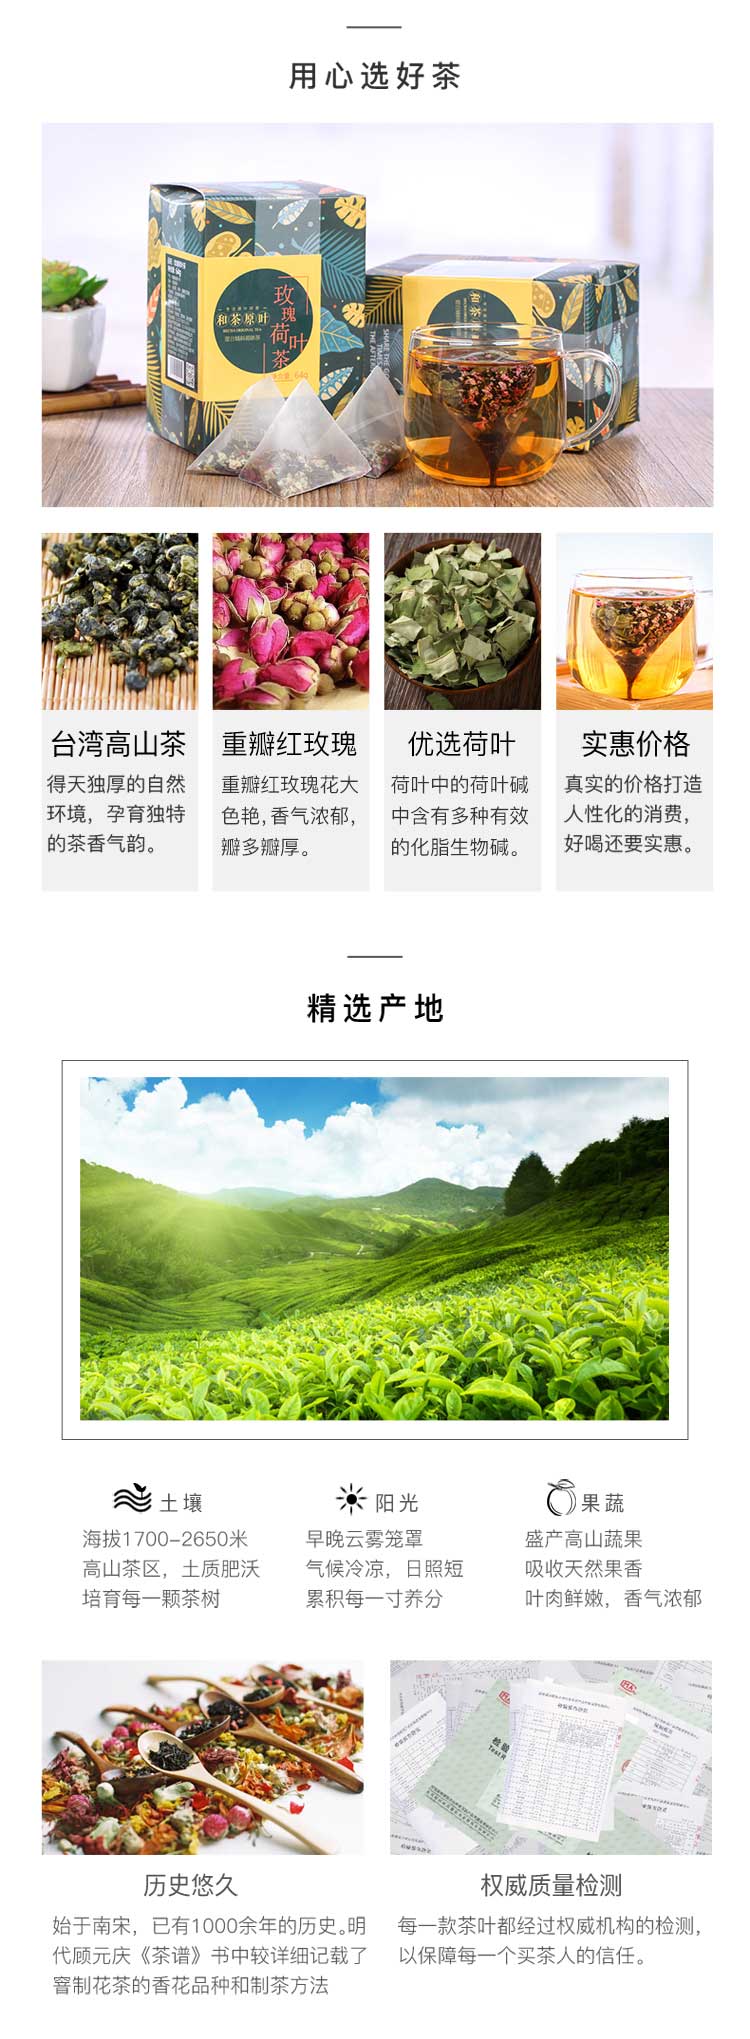 用心选好茶
和茶原叶
玫瑰荷叶茶
64g
和茶原叶
SHARE THE
台湾高山茶
得天独厚的自然
环境，孕育独特
的茶香气韵。
重瓣红玫瑰
重瓣红玫瑰花大
色艳，香气浓郁，
瓣多瓣厚。
优选荷叶
荷叶中的荷叶碱
中含有多种有效
的化脂生物碱。
实惠价格
真实的价格打造
人性化的消费，
好喝还要实惠。
精选产地
土壤
海拔1700-2650米
高山茶区，土质肥沃
培育每一颗茶树
阳光
早晚云雾笼罩
气候冷凉，日照短
累积每一寸养分
果蔬
盛产高山蔬果
吸收天然果香
叶肉鲜嫩，香气浓郁
历史悠久
始于南宋，已有1000余年的历史。明
代顾元庆《茶谱》书中较详细记载了
窨制花茶的香花品种和制茶方法
权威质量检测
每一款茶叶都经过权威机构的检测，
以保障每一个买茶人的信任。